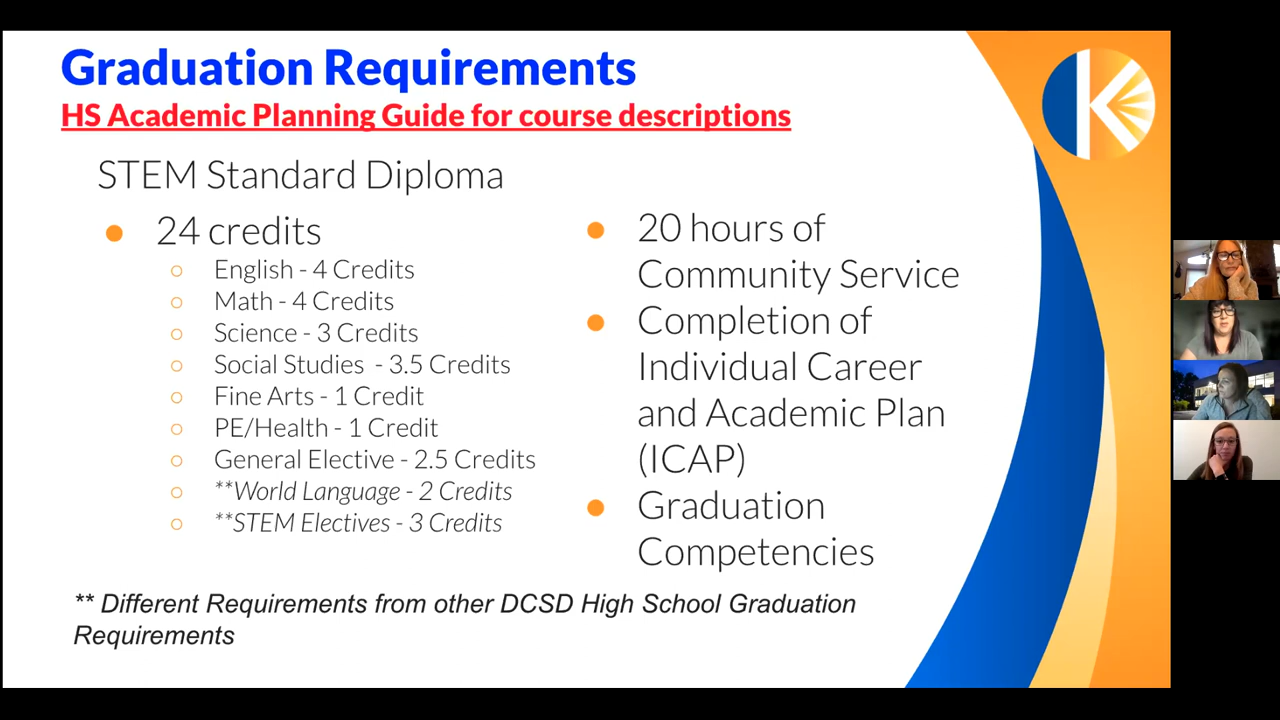 Graduation Requirements
HS Academic Planning Guide for course descriptions
STEM Standard Diploma
● 24 credits
○ English - 4 Credits
○ Math - 4 Credits
○ Science - 3 Credits
○ Social Studies - 3.5 Credits
○ Fine Arts - 1 Credit
○ PE/Health - 1 Credit
○ General Elective - 2.5 Credits
○ **World Language - 2 Credits
○ **STEM Electives - 3 Credits
● 20 hours of
Community Service
● Completion of
Individual Career
and Academic Plan
(ICAP)
● Graduation
Competencies
** Different Requirements from other DCSD High School Graduation
Requirements
K